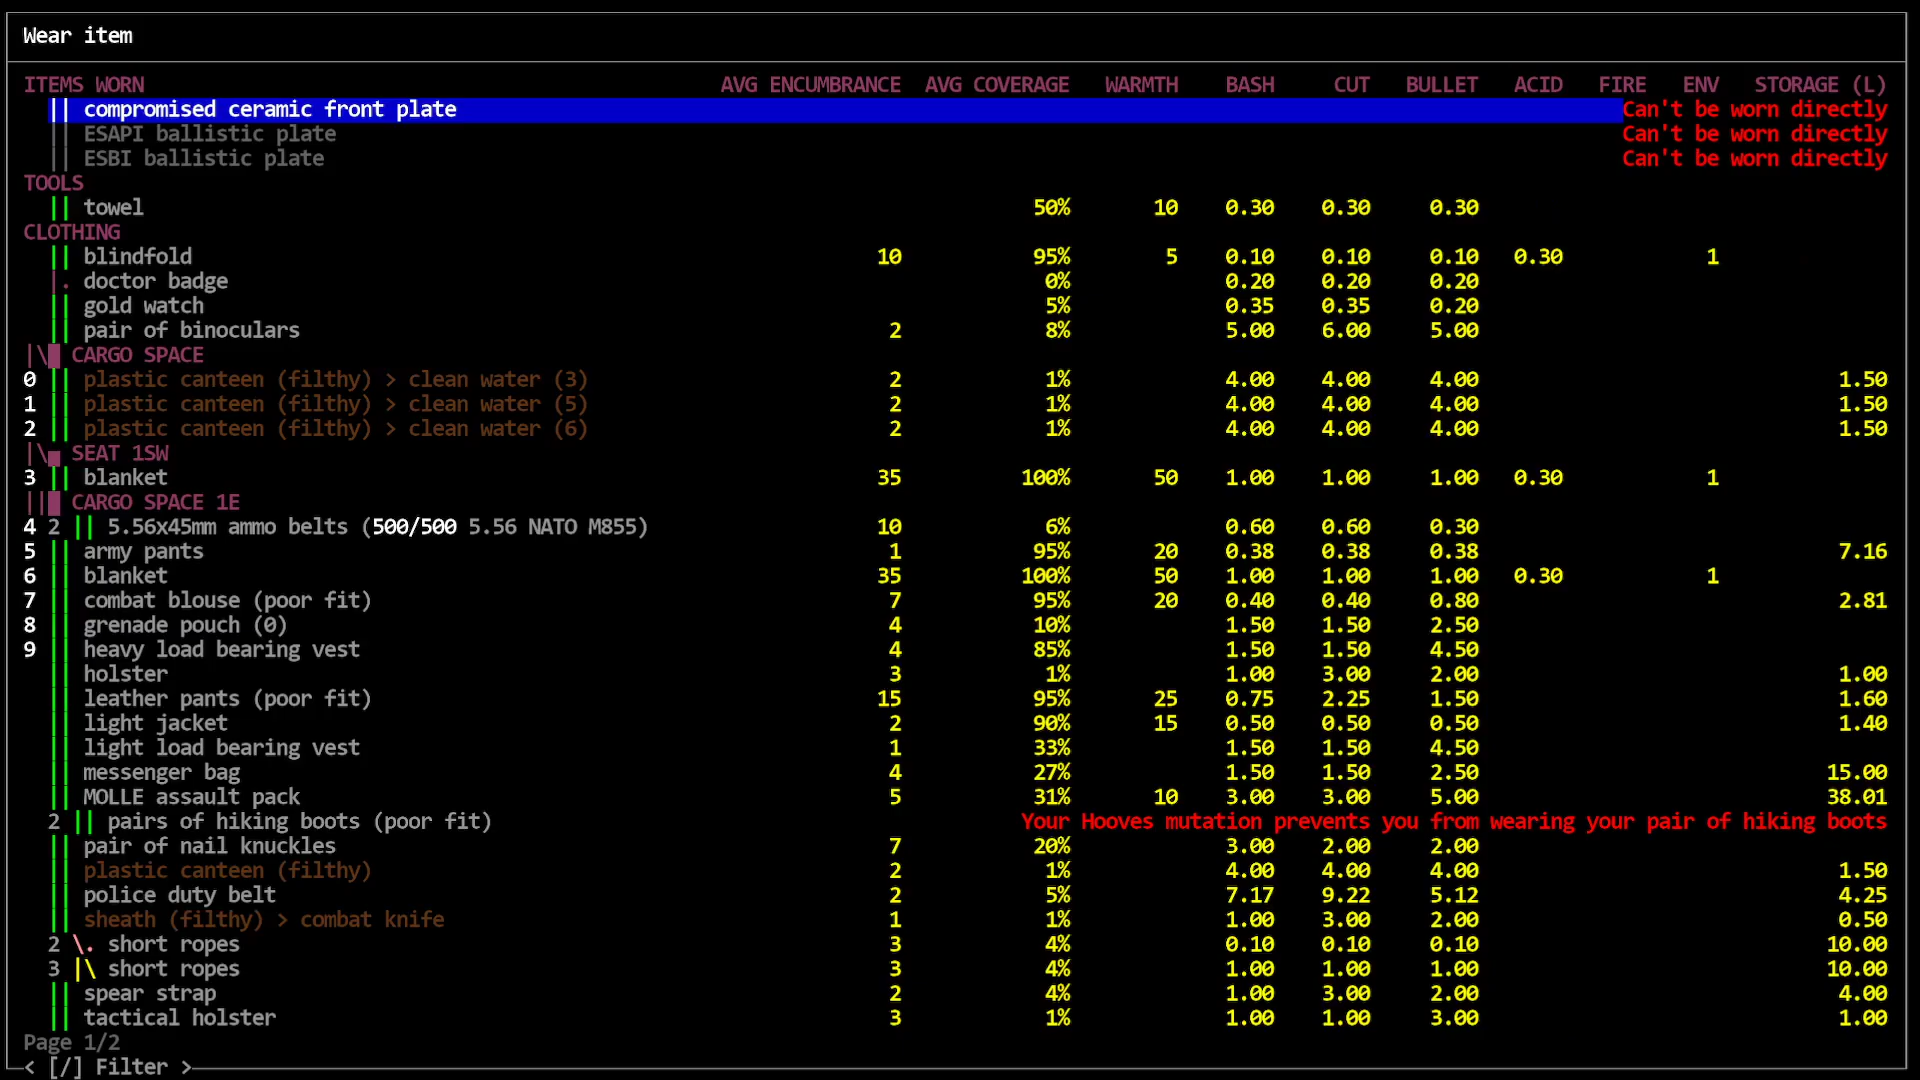 Wear item
ITEMS WORN AVG ENCUMBRANCE AVG COVERAGE WARMTH BASH CUT BULLET ACID FIRE ENV STORAGE (L)
|| compromised ceramic front plate Can't be worn directly
|| ESAPI ballistic plate Can't be worn directly
|| ESBI ballistic plate Can't be worn directly
TOOLS
|| towel 50% 10 0.30 0.30 0.30
CLOTHING
|| blindfold 10 95% 5 0.10 0.10 0.10 0.30 1
|. doctor badge 0% 0.20 0.20 0.20
|| gold watch 5% 0.35 0.35 0.20
|| pair of binoculars 2 8% 5.00 6.00 5.00
|\█ CARGO SPACE
0 || plastic canteen (filthy) > clean water (3) 2 1% 4.00 4.00 4.00 1.50
1 || plastic canteen (filthy) > clean water (5) 2 1% 4.00 4.00 4.00 1.50
2 || plastic canteen (filthy) > clean water (6) 2 1% 4.00 4.00 4.00 1.50
|\▄ SEAT 1SW
3 || blanket 35 100% 50 1.00 1.00 1.00 0.30 1
||█ CARGO SPACE 1E
4 2 || 5.56x45mm ammo belts (500/500 5.56 NATO M855) 10 6% 0.60 0.60 0.30
5 || army pants 1 95% 20 0.38 0.38 0.38 7.16
6 || blanket 35 100% 50 1.00 1.00 1.00 0.30 1
7 || combat blouse (poor fit) 7 95% 20 0.40 0.40 0.80 2.81
8 || grenade pouch (0) 4 10% 1.50 1.50 2.50
9 || heavy load bearing vest 4 85% 1.50 1.50 4.50
|| holster 3 1% 1.00 3.00 2.00 1.00
|| leather pants (poor fit) 15 95% 25 0.75 2.25 1.50 1.60
|| light jacket 2 90% 15 0.50 0.50 0.50 1.40
|| light load bearing vest 1 33% 1.50 1.50 4.50
|| messenger bag 4 27% 1.50 1.50 2.50 15.00
|| MOLLE assault pack 5 31% 10 3.00 3.00 5.00 38.01
2 || pairs of hiking boots (poor fit) Your Hooves mutation prevents you from wearing your pair of hiking boots
|| pair of nail knuckles 7 20% 3.00 2.00 2.00
|| plastic canteen (filthy) 2 1% 4.00 4.00 4.00 1.50
|| police duty belt 2 5% 7.17 9.22 5.12 4.25
|| sheath (filthy) > combat knife 1 1% 1.00 3.00 2.00 0.50
2 \. short ropes 3 4% 0.10 0.10 0.10 10.00
3 |\ short ropes 3 4% 1.00 1.00 1.00 10.00
|| spear strap 2 4% 1.00 3.00 2.00 4.00
|| tactical holster 3 1% 1.00 1.00 3.00 1.00
Page 1/2
< [/] Filter >